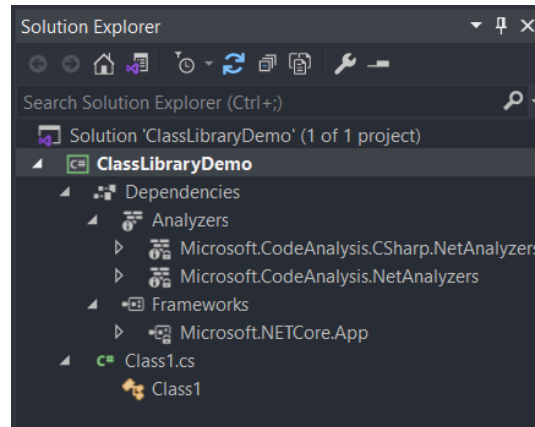 Solution Explorer
Search Solution Explorer (Ctrl+;)
Solution 'ClassLibraryDemo' (1 of 1 project)
C# ClassLibraryDemo
Dependencies
Analyzers
Microsoft.CodeAnalysis.CSharp.NetAnalyzers
Microsoft.CodeAnalysis.NetAnalyzers
Frameworks
Microsoft.NETCore.App
C# Class1.cs
Class1